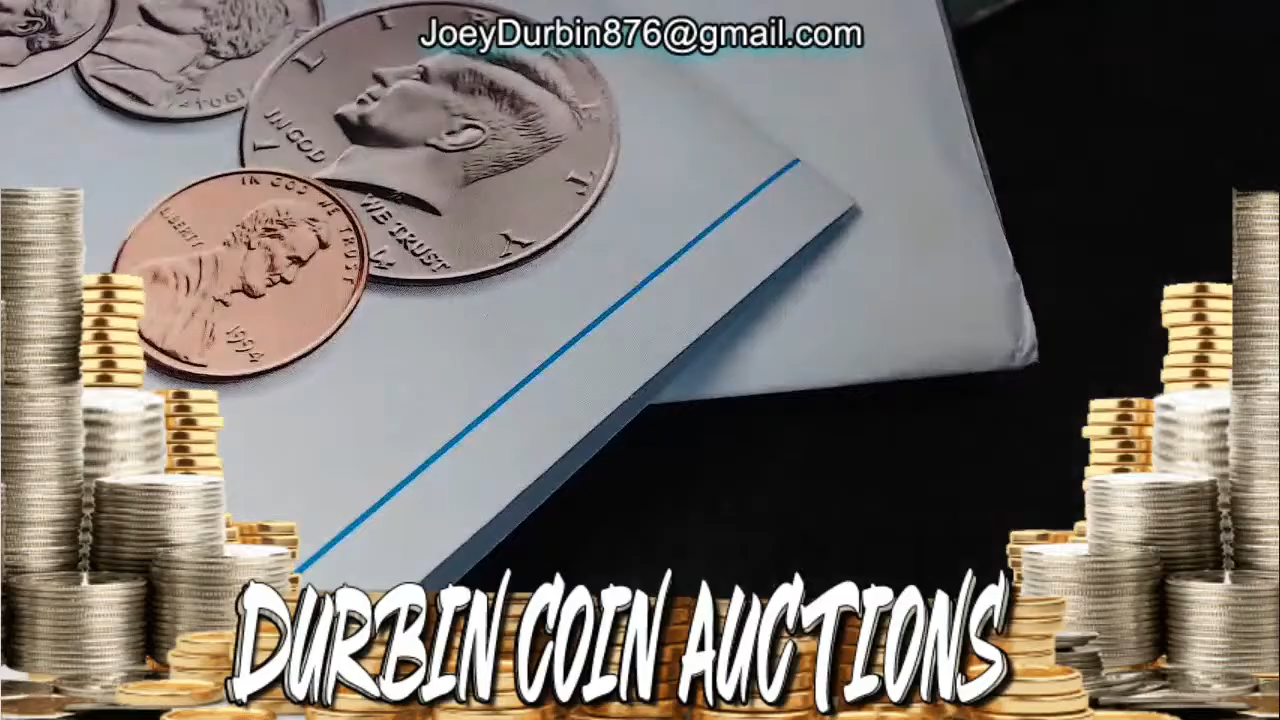 JoeyDurbin876@gmail.com
IN GOD
WE TRUST
IN GOD WE TRUST
LIBERTY
1994
DURBIN COIN AUCTIONS